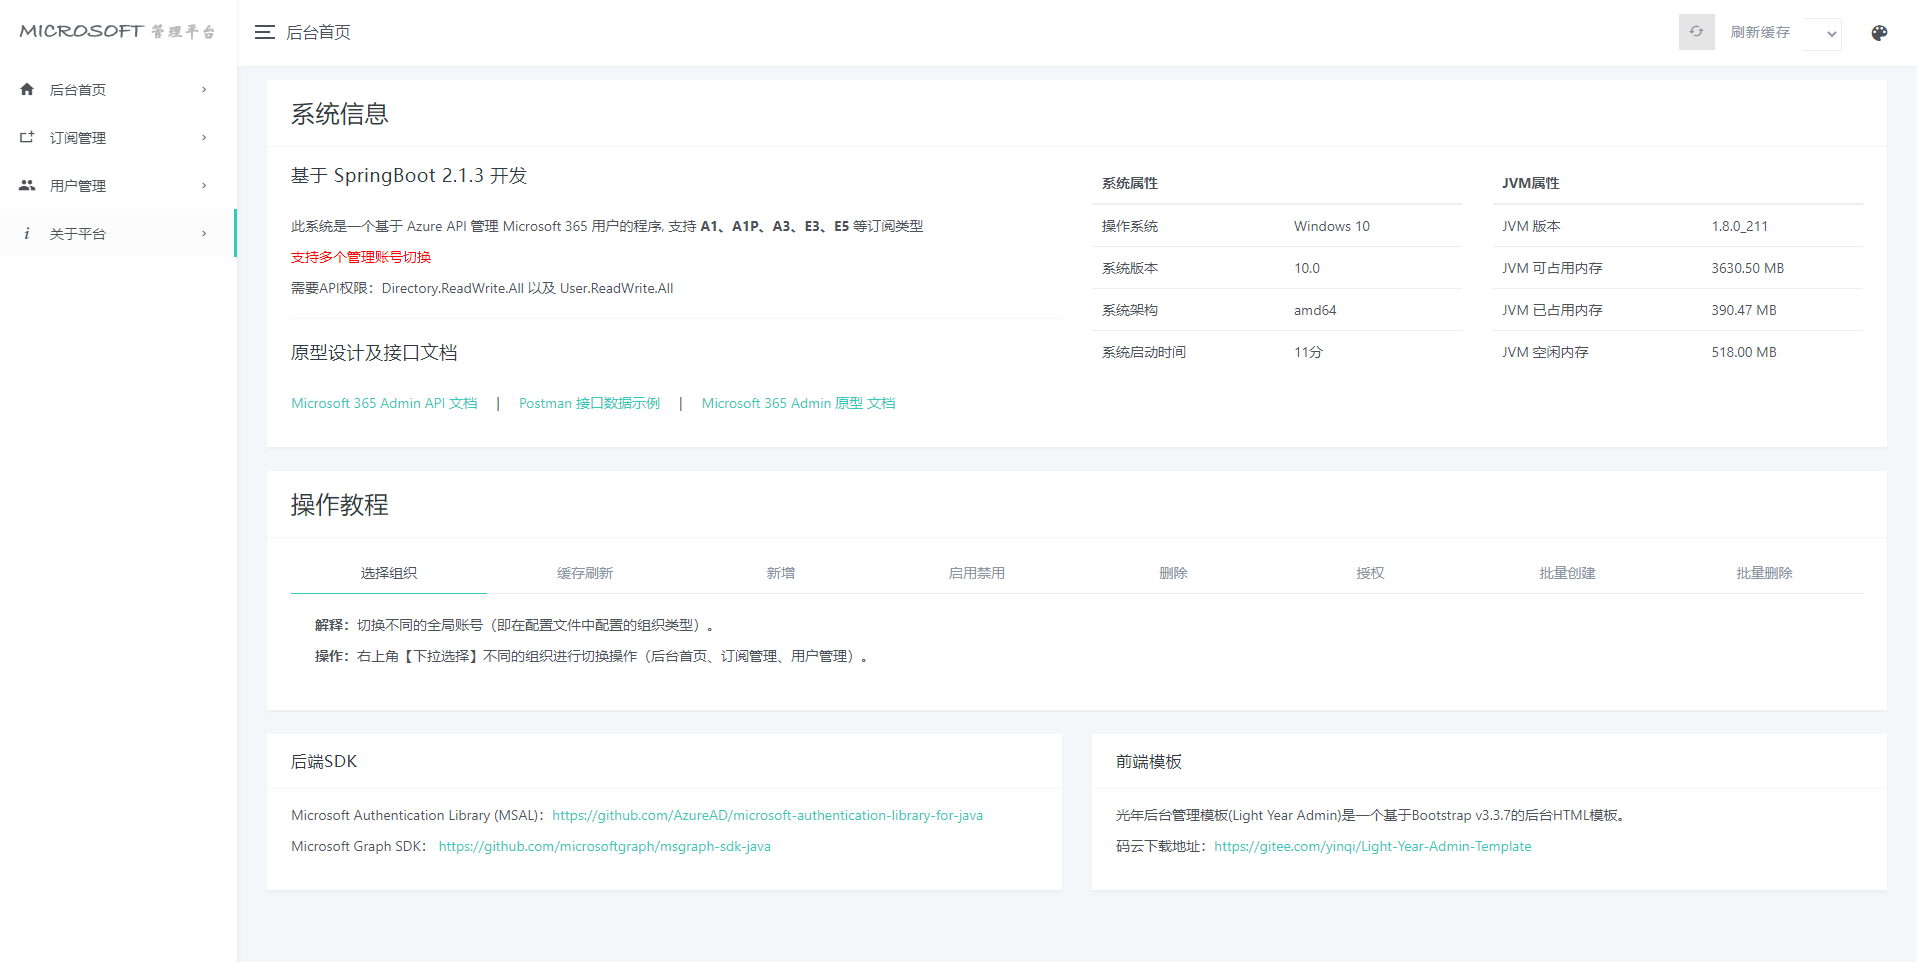 MICROSOFT 管理平台
后台首页
刷新缓存
后台首页
订阅管理
用户管理
关于平台
系统信息
基于 SpringBoot 2.1.3 开发
此系统是一个基于 Azure API 管理 Microsoft 365 用户的程序, 支持 A1、A1P、A3、E3、E5 等订阅类型
支持多个管理账号切换
需要API权限：Directory.ReadWrite.All 以及 User.ReadWrite.All
原型设计及接口文档
Microsoft 365 Admin API 文档 | Postman 接口数据示例 | Microsoft 365 Admin 原型 文档
系统属性
操作系统 Windows 10
系统版本 10.0
系统架构 amd64
系统启动时间 11分
JVM属性
JVM 版本 1.8.0_211
JVM 可占用内存 3630.50 MB
JVM 已占用内存 390.47 MB
JVM 空闲内存 518.00 MB
操作教程
选择组织 缓存刷新 新增 启用禁用 删除 授权 批量创建 批量删除
解释：切换不同的全局账号（即在配置文件中配置的组织类型）。
操作：右上角【下拉选择】不同的组织进行切换操作（后台首页、订阅管理、用户管理）。
后端SDK
Microsoft Authentication Library (MSAL)：https://github.com/AzureAD/microsoft-authentication-library-for-java
Microsoft Graph SDK： https://github.com/microsoftgraph/msgraph-sdk-java
前端模板
光年后台管理模板(Light Year Admin)是一个基于Bootstrap v3.3.7的后台HTML模板。
码云下载地址：https://gitee.com/yinqi/Light-Year-Admin-Template